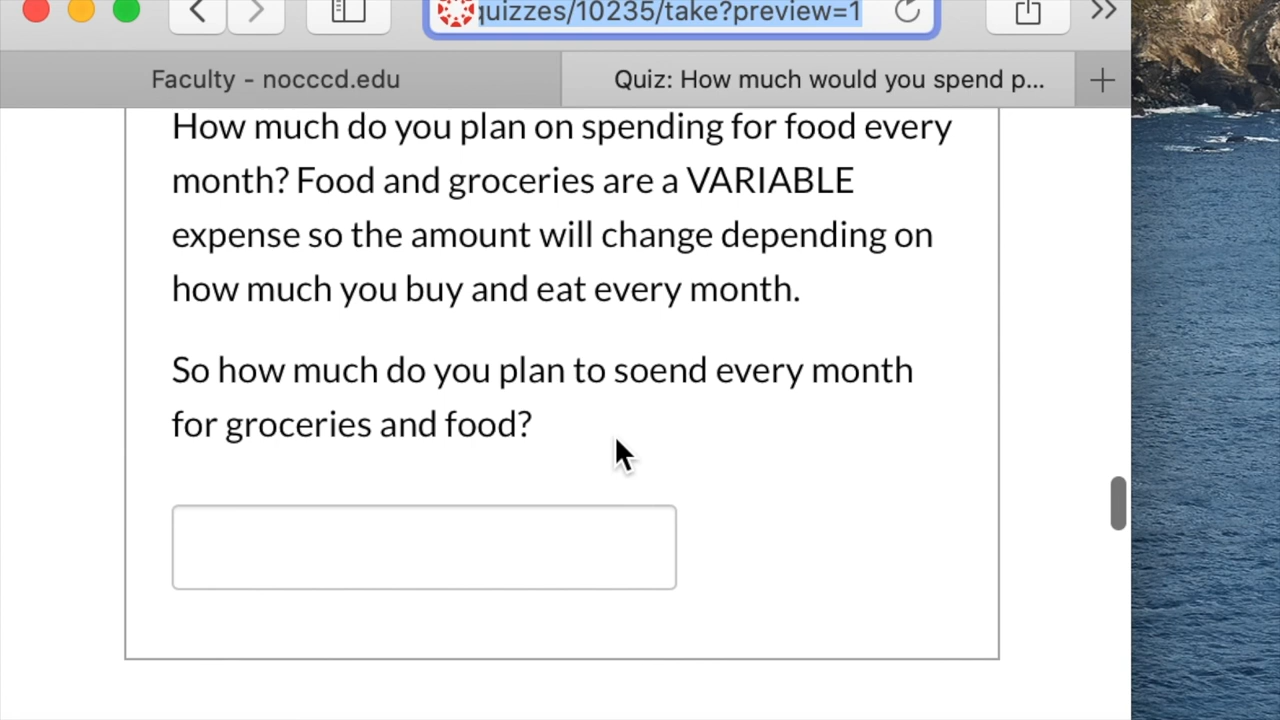 quizzes/10235/take?preview=1
Faculty - nocccd.edu
Quiz: How much would you spend p...
How much do you plan on spending for food every
month? Food and groceries are a VARIABLE
expense so the amount will change depending on
how much you buy and eat every month.
So how much do you plan to soend every month
for groceries and food?